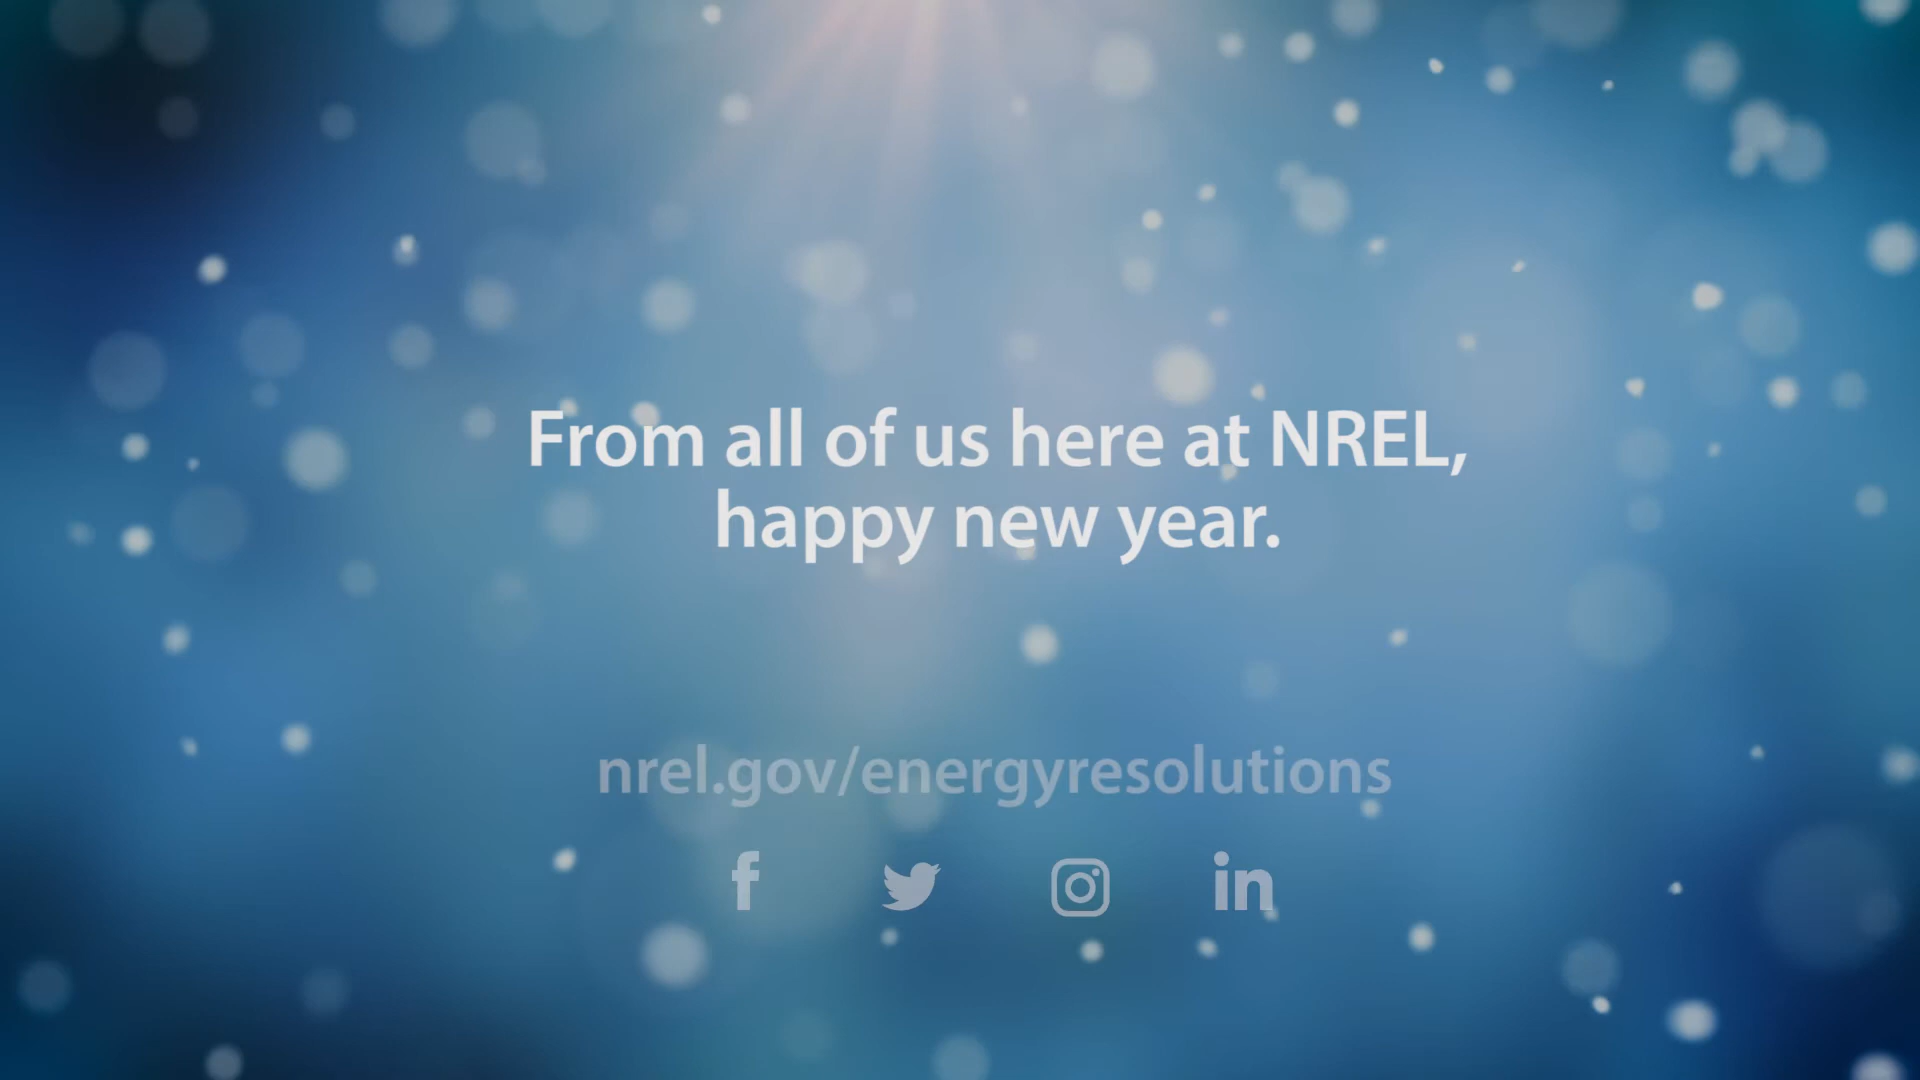 From all of us here at NREL,
happy new year.
nrel.gov/energyresolutions